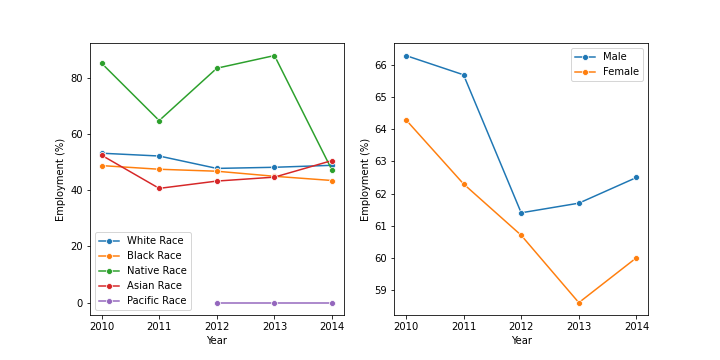 80
60
40
20
0
Employment (%)
White Race
Black Race
Native Race
Asian Race
Pacific Race
2010 2011 2012 2013 2014
Year
66
65
64
63
62
61
60
59
Employment (%)
Male
Female
2010 2011 2012 2013 2014
Year